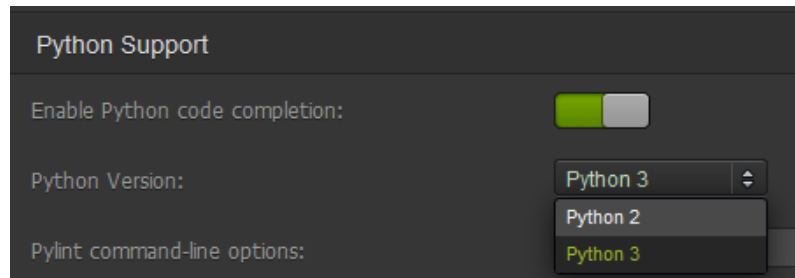 Python Support
Enable Python code completion:
Python Version:
Python 3
Python 2
Pylint command-line options:
Python 3